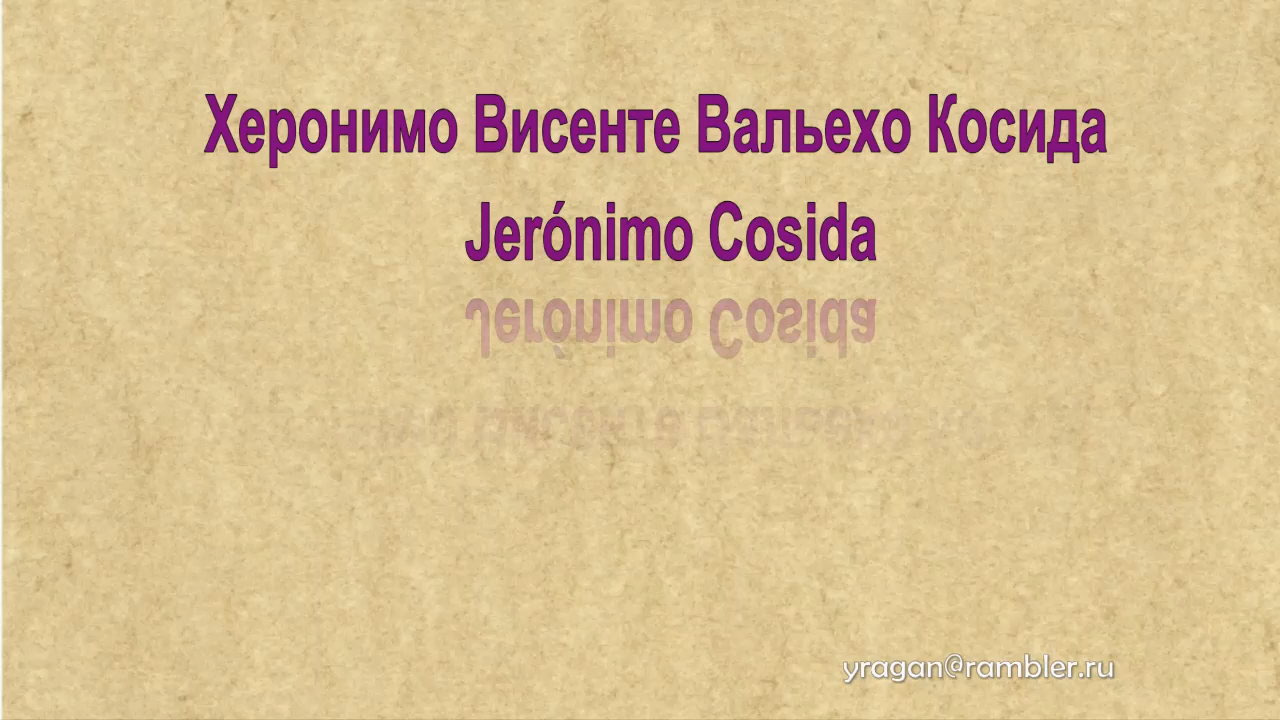 Херонимо Висенте Вальехо Косида
Jerónimo Cosida
yragan@rambler.ru